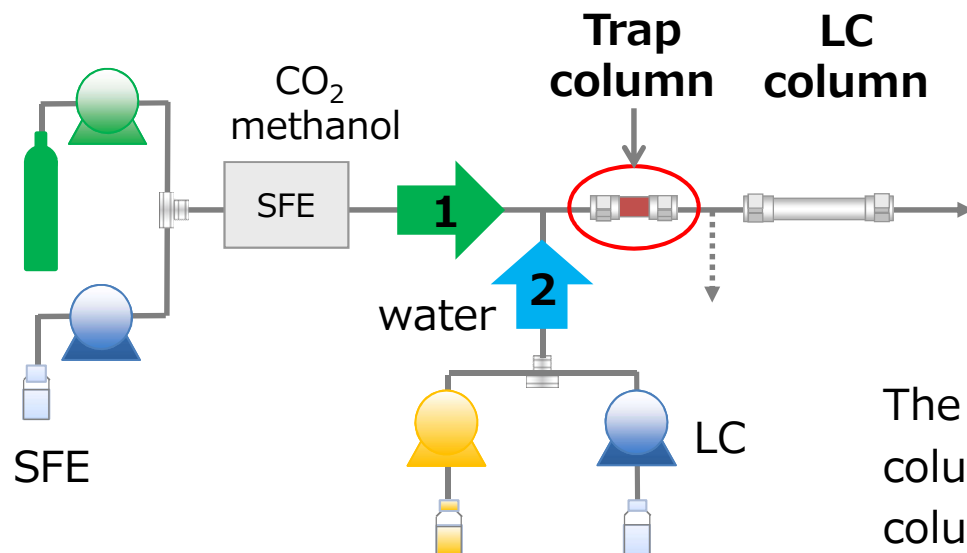 Trap
column
LC
column
CO₂
methanol
SFE
1
2
water
SFE
LC
The
colu
colu